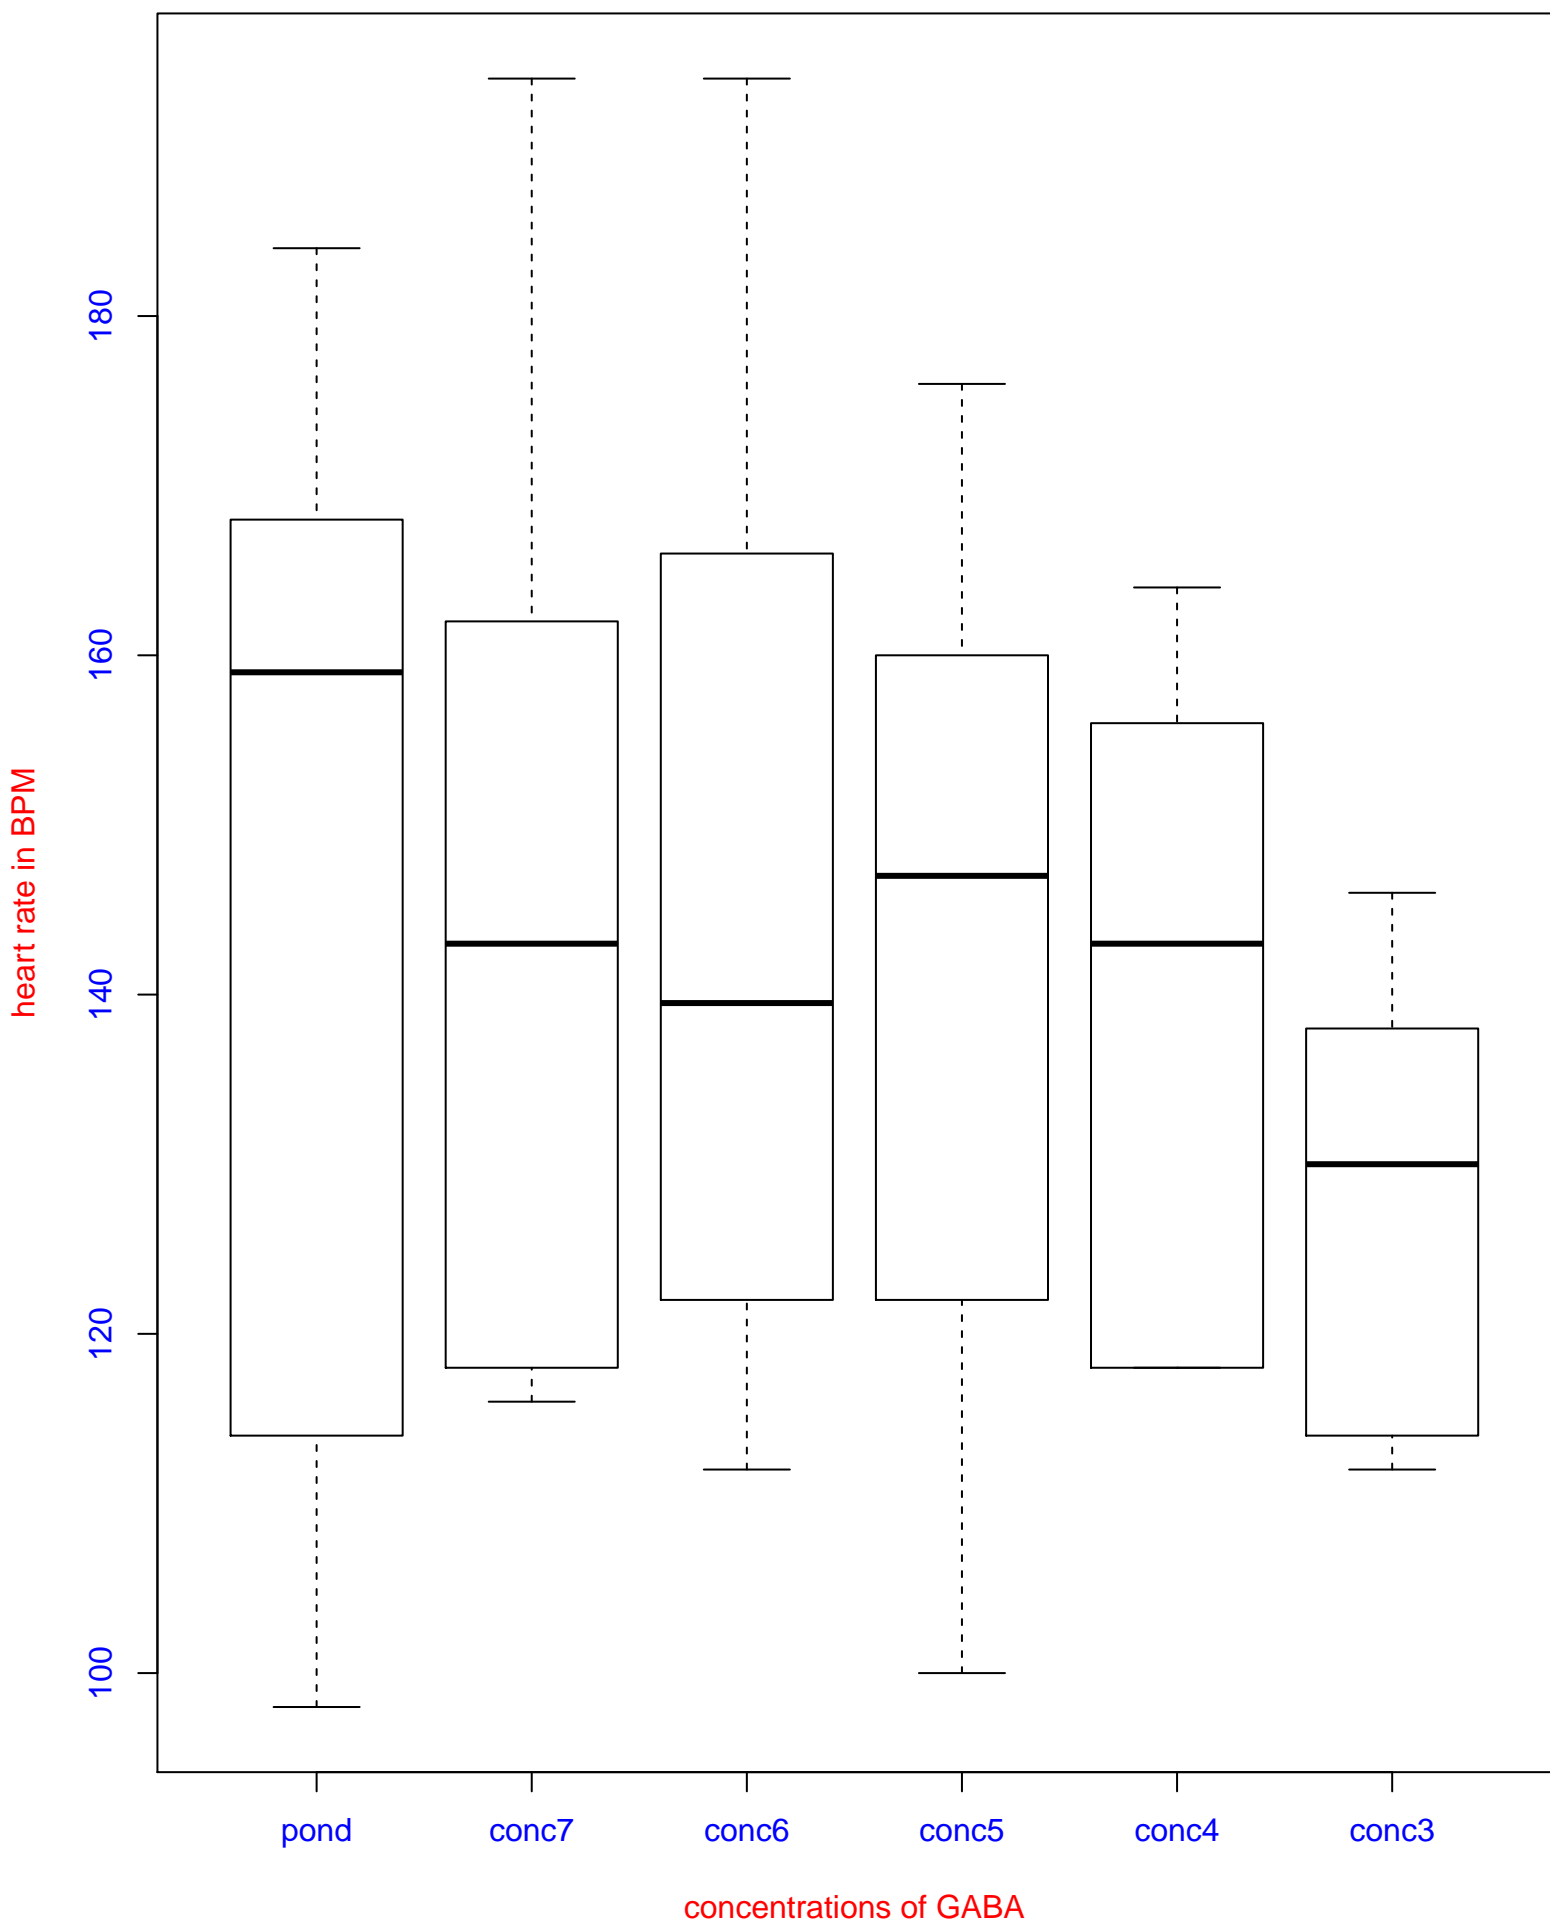 heart rate in BPM
180
160
140
120
100
pond conc7 conc6 conc5 conc4 conc3
concentrations of GABA